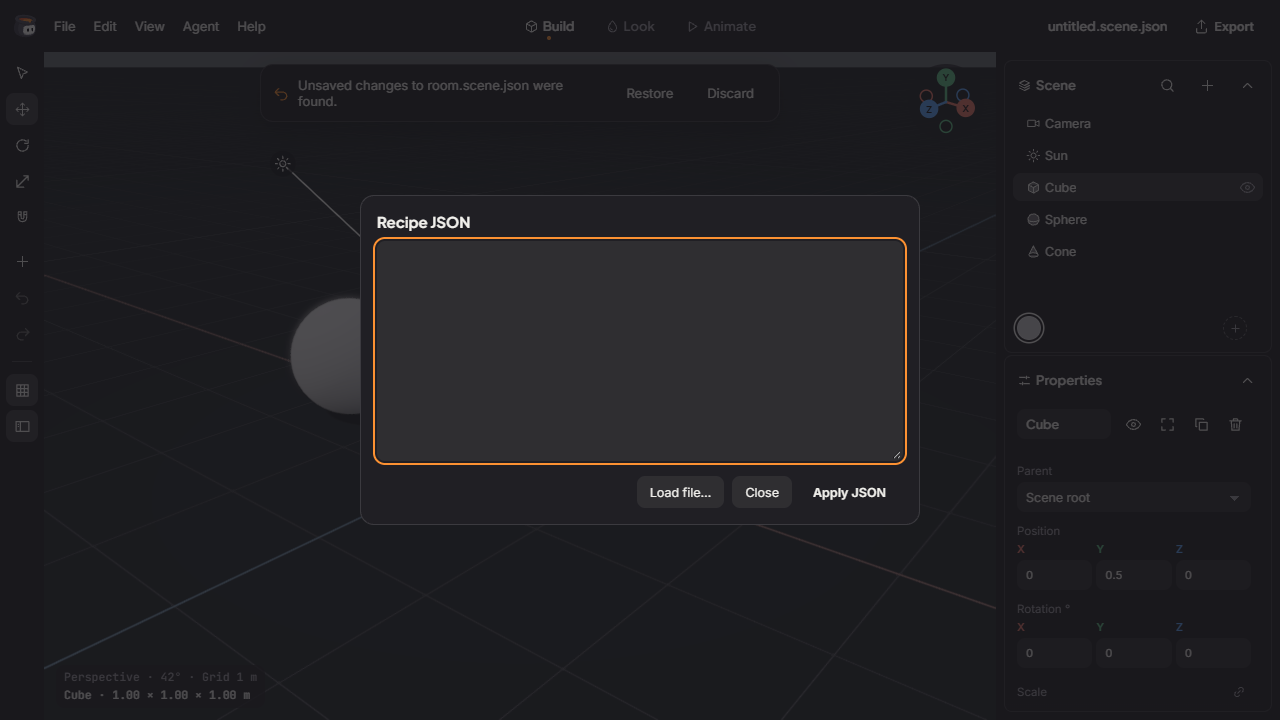 File Edit View Agent Help
Build Look Animate
untitled.scene.json Export
Unsaved changes to room.scene.json were
found.
Restore Discard
Y
Z X
Scene
Camera
Sun
Cube
Sphere
Cone
Recipe JSON
Load file... Close Apply JSON
Properties
Cube
Parent
Scene root
Position
X Y Z
0 0.5 0
Rotation *
X Y Z
0 0 0
Scale
Perspective · 42° · Grid 1 m
Cube · 1.00 × 1.00 × 1.00 m